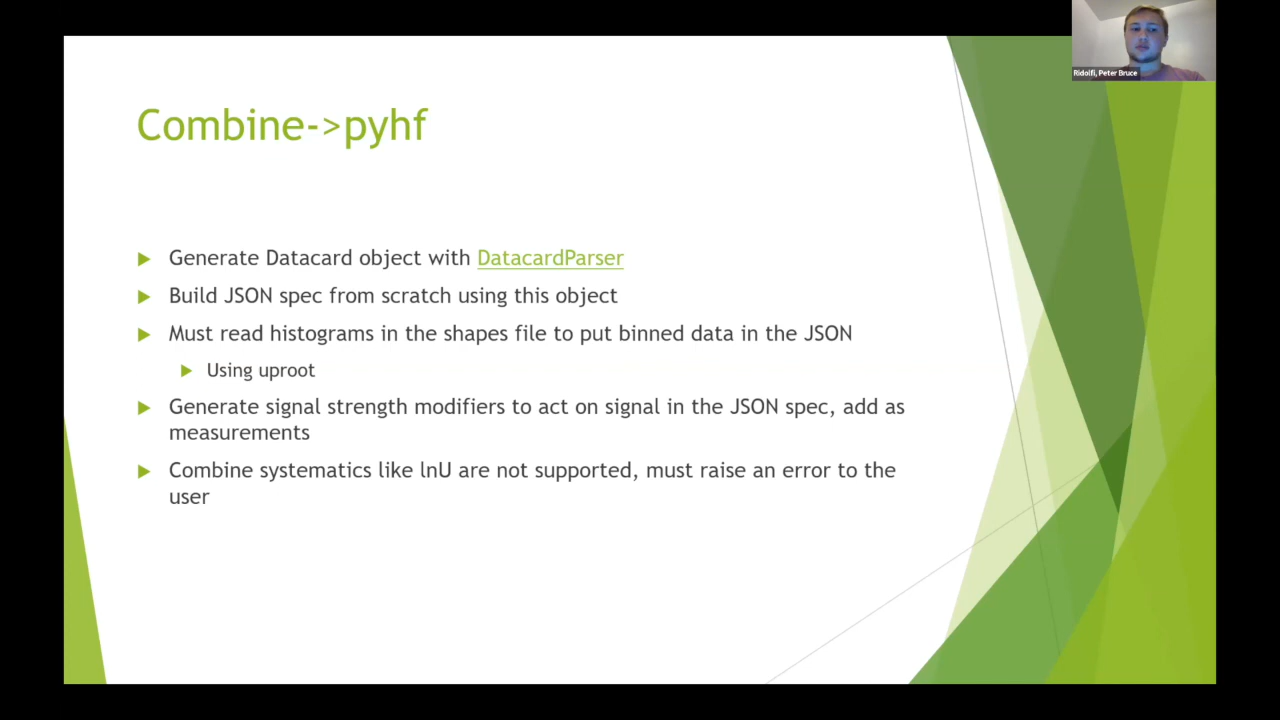 Ridolfi, Peter Bruce
Combine->pyhf
Generate Datacard object with DatacardParser
Build JSON spec from scratch using this object
Must read histograms in the shapes file to put binned data in the JSON
Using uproot
Generate signal strength modifiers to act on signal in the JSON spec, add as
measurements
Combine systematics like lnU are not supported, must raise an error to the
user